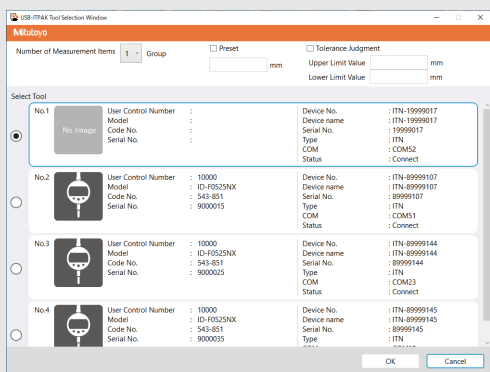 USB-ITPAK Tool Selection Window
Mitutoyo
Number of Measurement Items 1 Group
Preset
mm
Tolerance Judgment
Upper Limit Value mm
Lower Limit Value mm
Select Tool
No.1
No Image
User Control Number :
Model :
Code No. :
Serial No. :
Device No. : ITN-19999017
Device name : ITN-19999017
Serial No. : 19999017
Type : ITN
COM : COM52
Status : Connect
No.2
User Control Number : 10000
Model : ID-F0525NX
Code No. : 543-851
Serial No. : 9000015
Device No. : ITN-89999107
Device name : ITN-89999107
Serial No. : 89999107
Type : ITN
COM : COM51
Status : Connect
No.3
User Control Number : 10000
Model : ID-F0525NX
Code No. : 543-851
Serial No. : 9000025
Device No. : ITN-89999144
Device name : ITN-89999144
Serial No. : 89999144
Type : ITN
COM : COM23
Status : Connect
No.4
User Control Number : 10000
Model : ID-F0525NX
Code No. : 543-851
Serial No. : 9000035
Device No. : ITN-89999145
Device name : ITN-89999145
Serial No. : 89999145
Type : ITN
OK
Cancel